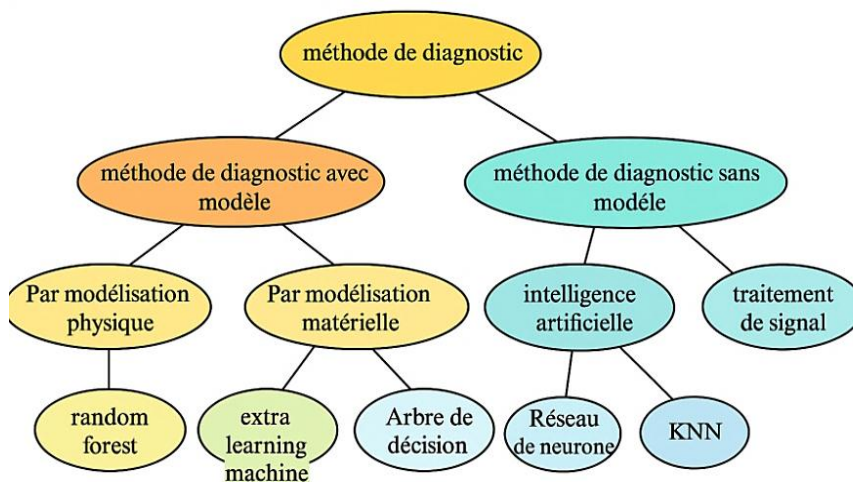 méthode de diagnostic
méthode de diagnostic avec
modèle
méthode de diagnostic sans
modéle
Par modélisation
physique
Par modélisation
matérielle
intelligence
artificielle
traitement
de signal
random
forest
extra
learning
machine
Arbre de
décision
Réseau
de neurone
KNN